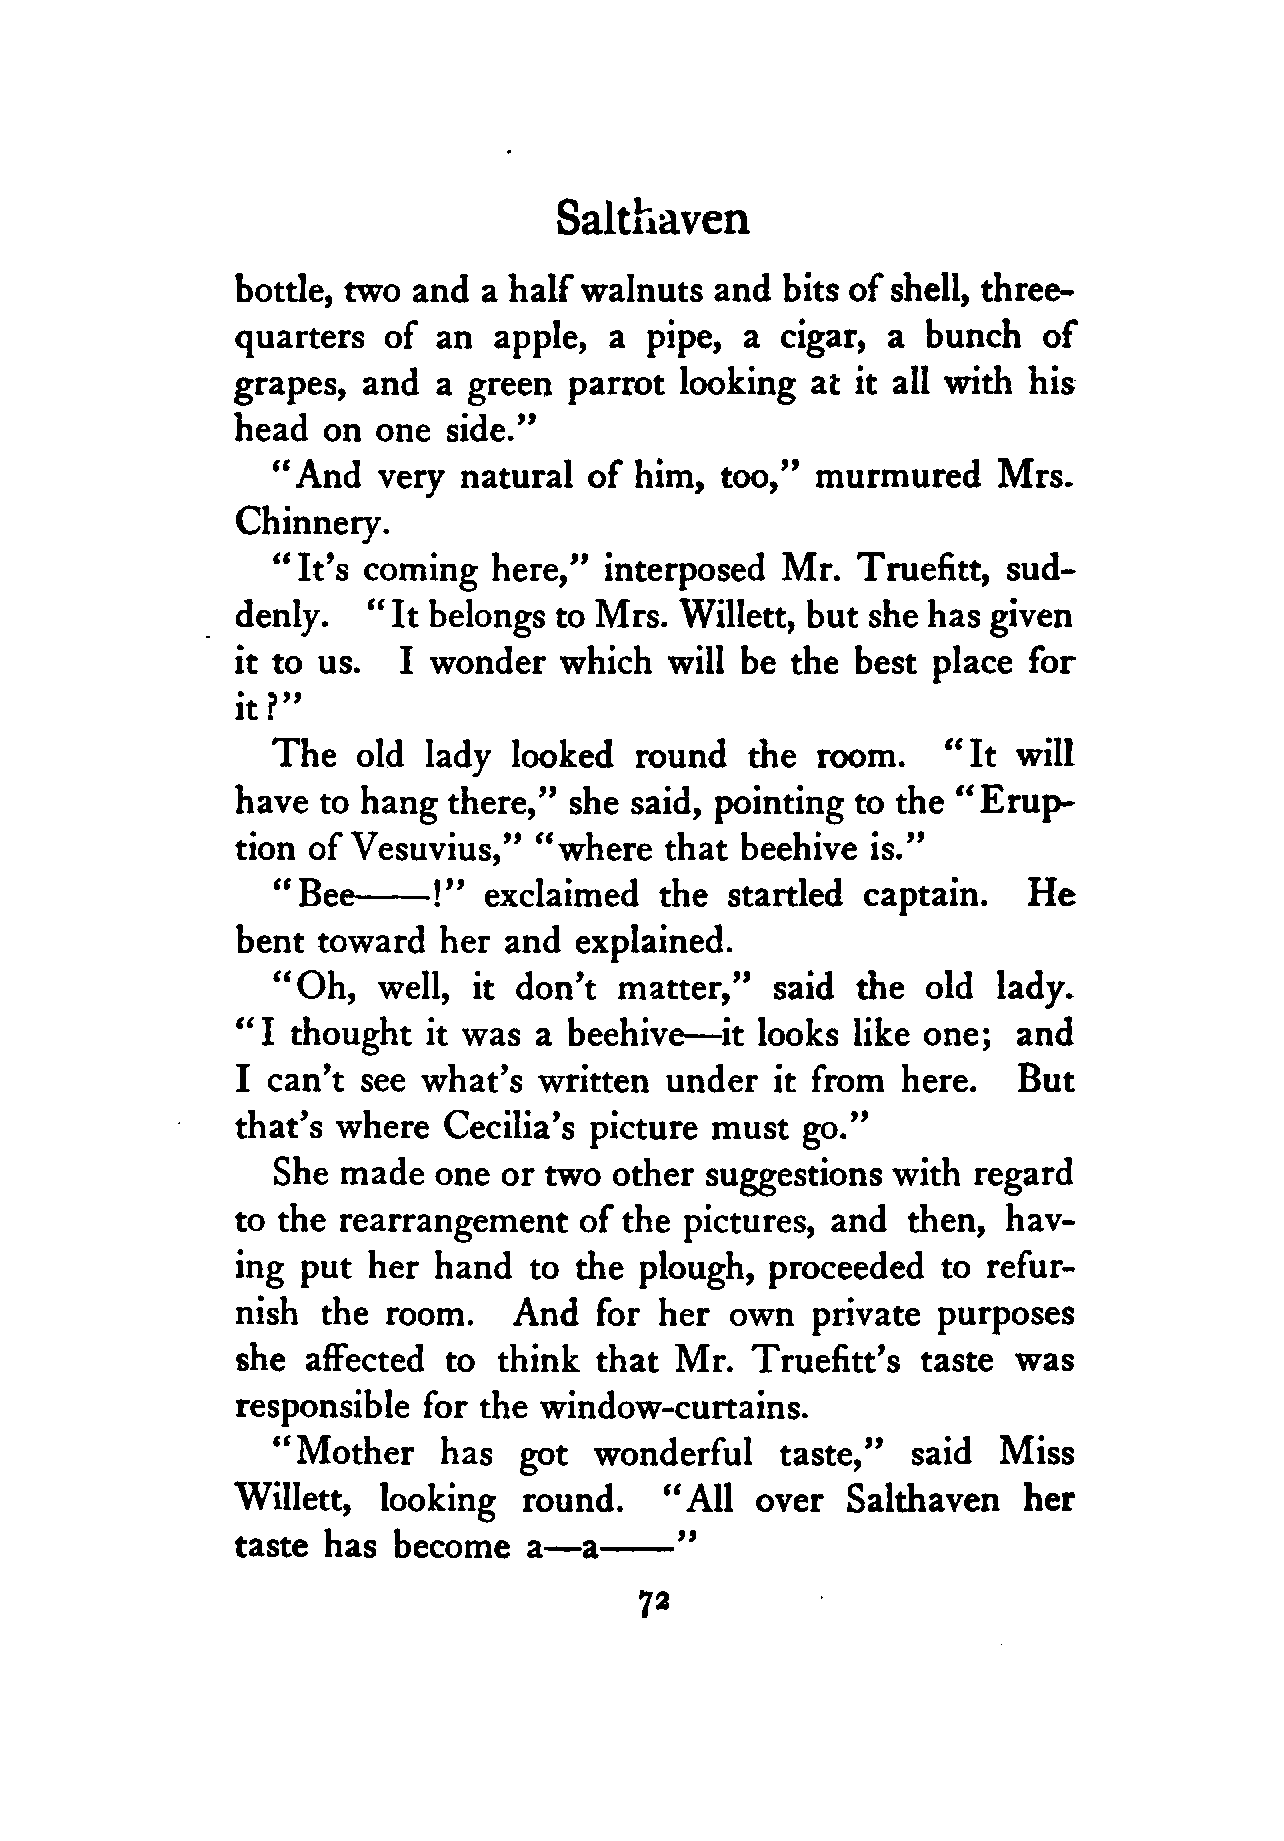 Salthaven
bottle, two and a half walnuts and bits of shell, three-
quarters of an apple, a pipe, a cigar, a bunch of
grapes, and a green parrot looking at it all with his
head on one side."
"And very natural of him, too," murmured Mrs.
Chinnery.
"It's coming here," interposed Mr. Truefitt, sud-
denly. "It belongs to Mrs. Willett, but she has given
it to us. I wonder which will be the best place for
it?"
The old lady looked round the room. "It will
have to hang there," she said, pointing to the "Erup-
tion of Vesuvius," "where that beehive is."
"Bee——!" exclaimed the startled captain. He
bent toward her and explained.
"Oh, well, it don't matter," said the old lady.
"I thought it was a beehive—it looks like one; and
I can't see what's written under it from here. But
that's where Cecilia's picture must go."
She made one or two other suggestions with regard
to the rearrangement of the pictures, and then, hav-
ing put her hand to the plough, proceeded to refur-
nish the room. And for her own private purposes
she affected to think that Mr. Truefitt's taste was
responsible for the window-curtains.
"Mother has got wonderful taste," said Miss
Willett, looking round. "All over Salthaven her
taste has become a—a——"
72